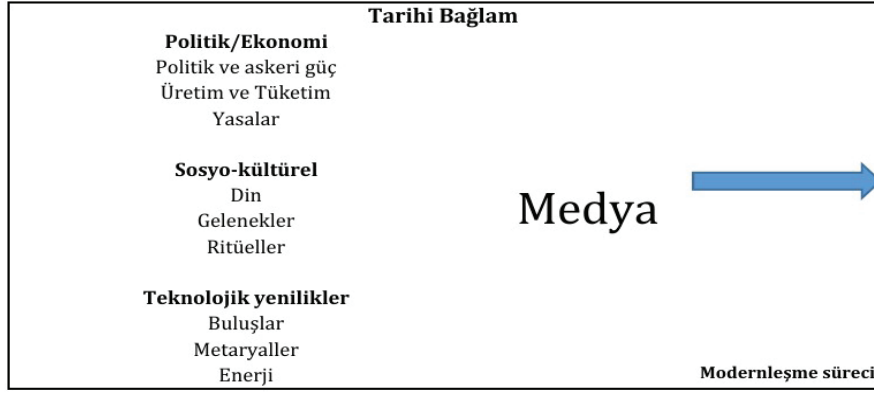 Tarihi Bağlam
Politik/Ekonomi
Politik ve askeri güç
Üretim ve Tüketim
Yasalar
Sosyo-kültürel
Din
Gelenekler
Ritüeller
Medya
Teknolojik yenilikler
Buluşlar
Metaryaller
Enerji
Modernleşme süreci